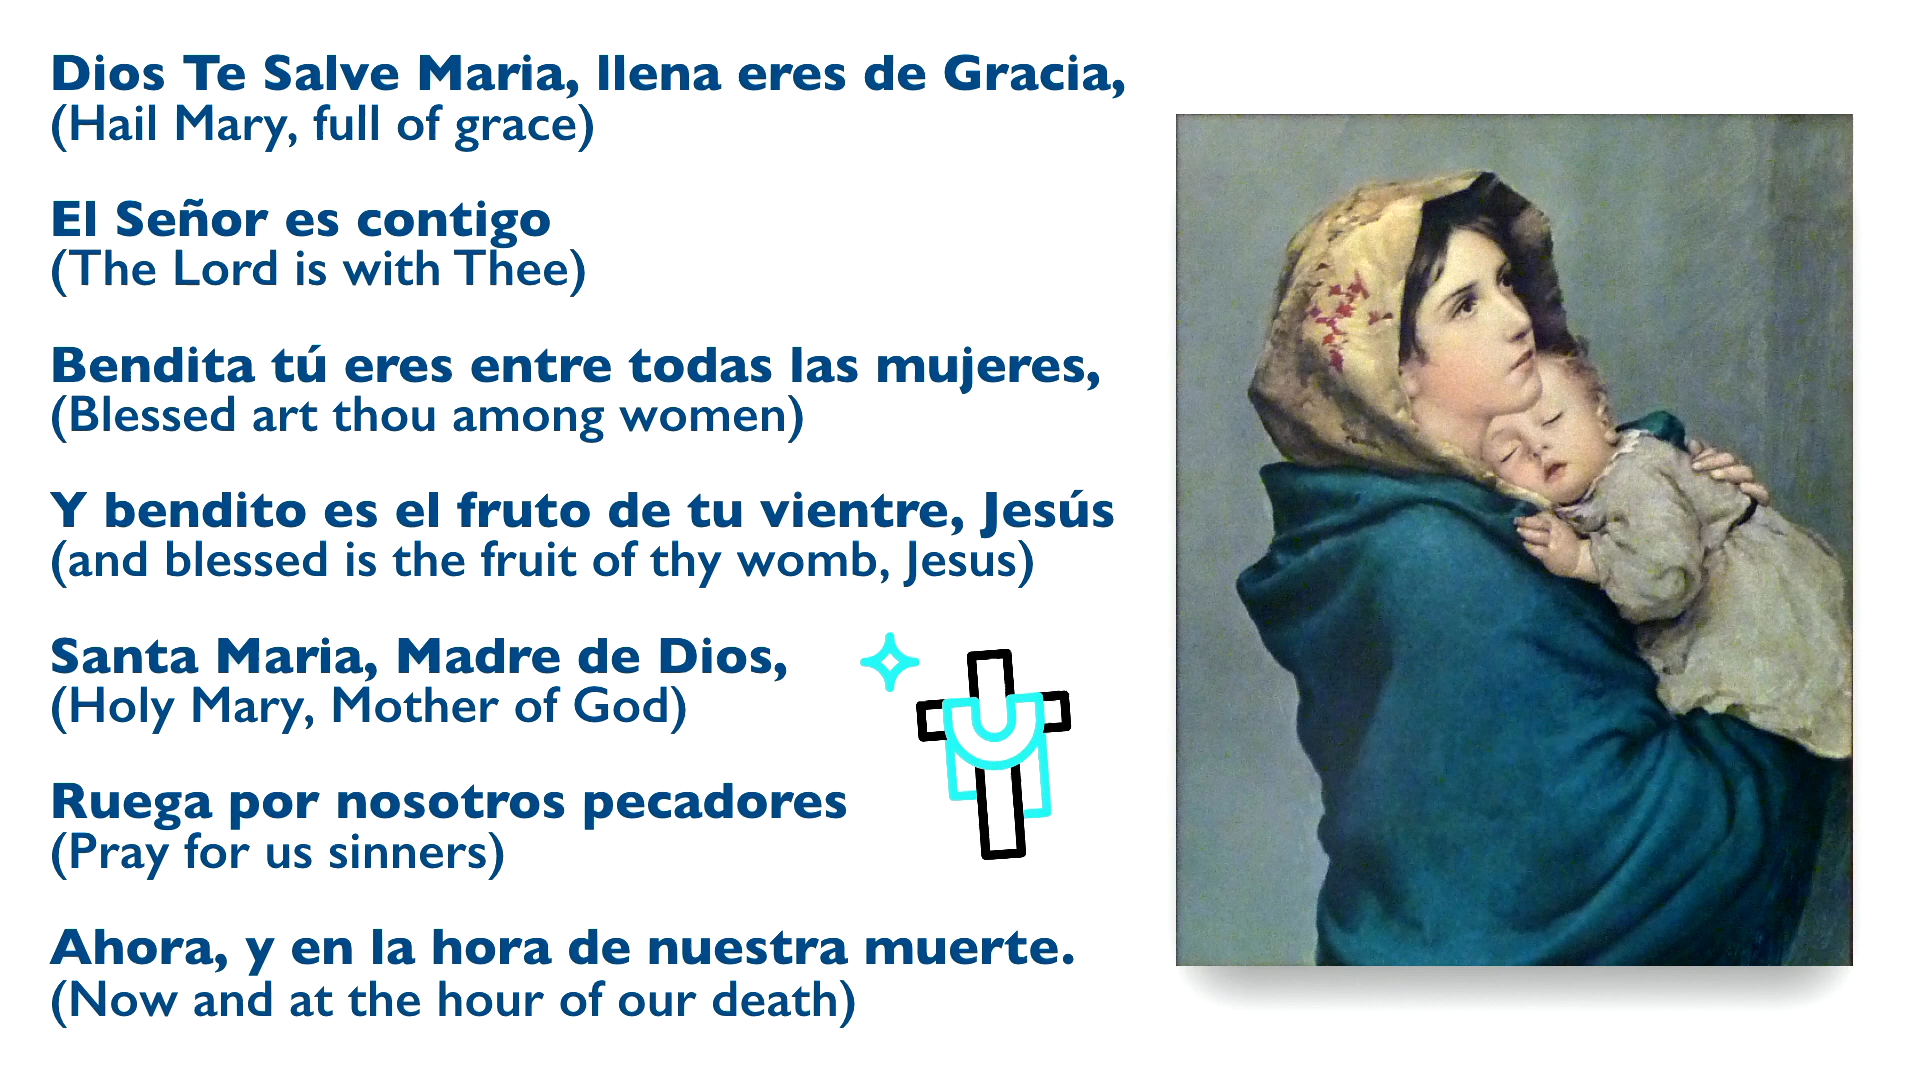 Dios Te Salve Maria, llena eres de Gracia,
(Hail Mary, full of grace)
El Señor es contigo
(The Lord is with Thee)
Bendita tú eres entre todas las mujeres,
(Blessed art thou among women)
Y bendito es el fruto de tu vientre, Jesús
(and blessed is the fruit of thy womb, Jesus)
Santa Maria, Madre de Dios,
(Holy Mary, Mother of God)
Ruega por nosotros pecadores
(Pray for us sinners)
Ahora, y en la hora de nuestra muerte.
(Now and at the hour of our death)